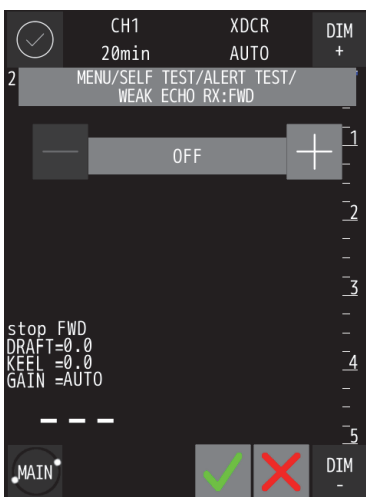 CH1 XDCR DIM
20min AUTO +
2 MENU/SELF TEST/ALERT TEST/
WEAK ECHO RX:FWD
1
— OFF +
2
3
stop FWD
DRAFT=0.0
KEEL =0.0
4
GAIN =AUTO
– – –
5
MAIN DIM
-